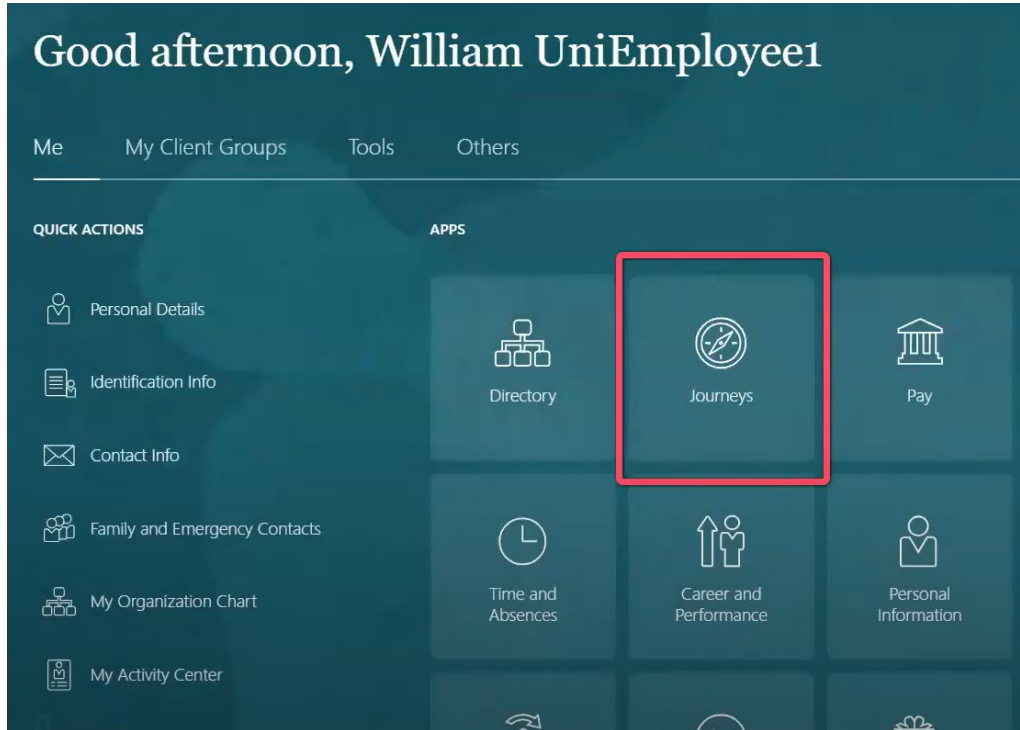 Good afternoon, William UniEmployee1
Me My Client Groups Tools Others
QUICK ACTIONS
Personal Details
Identification Info
Contact Info
Family and Emergency Contacts
My Organization Chart
My Activity Center
APPS
Directory
Journeys
Pay
Time and
Absences
Career and
Performance
Personal
Information